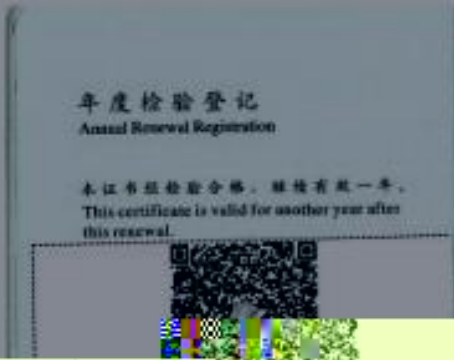 年度检验登记
Annual Renewal Registration
本证书经检验合格，继续有效一年。
This certificate is valid for another year after
this renewal.